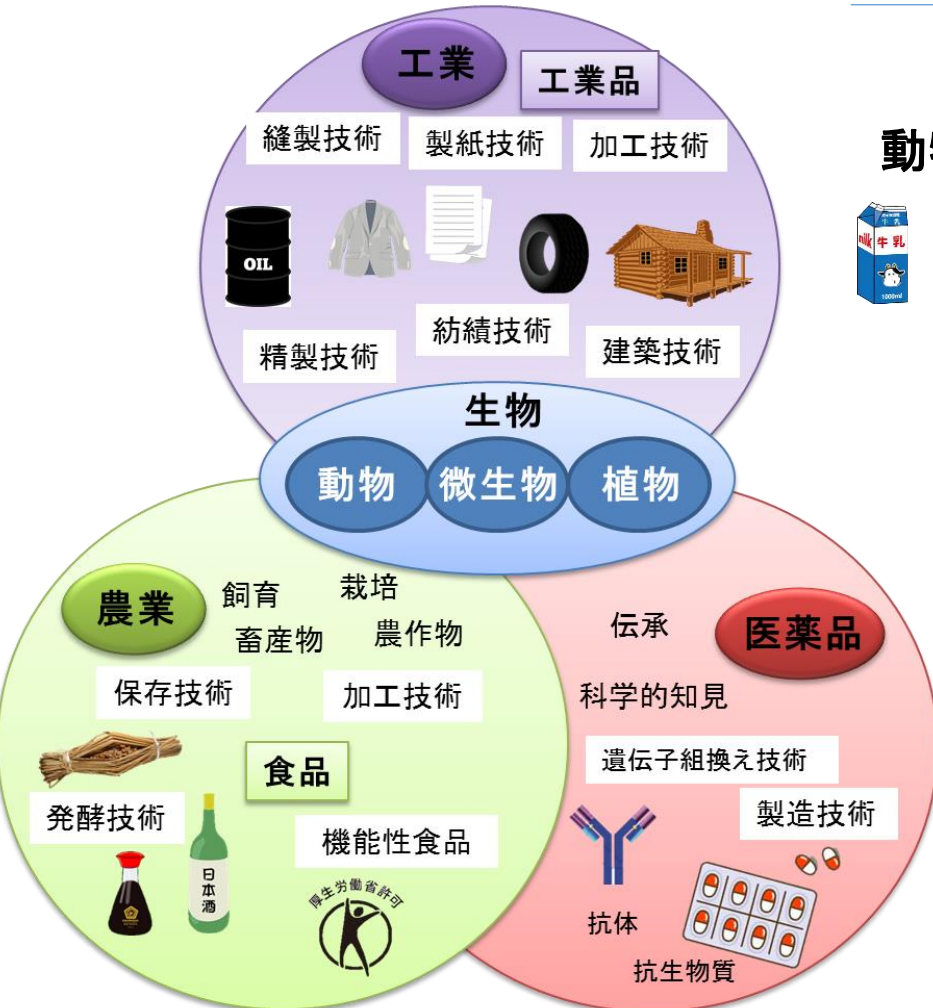 工業
工業品
縫製技術
製紙技術
加工技術
動
OIL
milk
牛乳
1000ml
精製技術
紡績技術
建築技術
生物
動物
微生物
植物
農業
飼育
栽培
畜産物
農作物
保存技術
加工技術
食品
発酵技術
日本酒
機能性食品
厚生労働省許可
医薬品
伝承
科学的知見
遺伝子組換え技術
製造技術
抗体
抗生物質